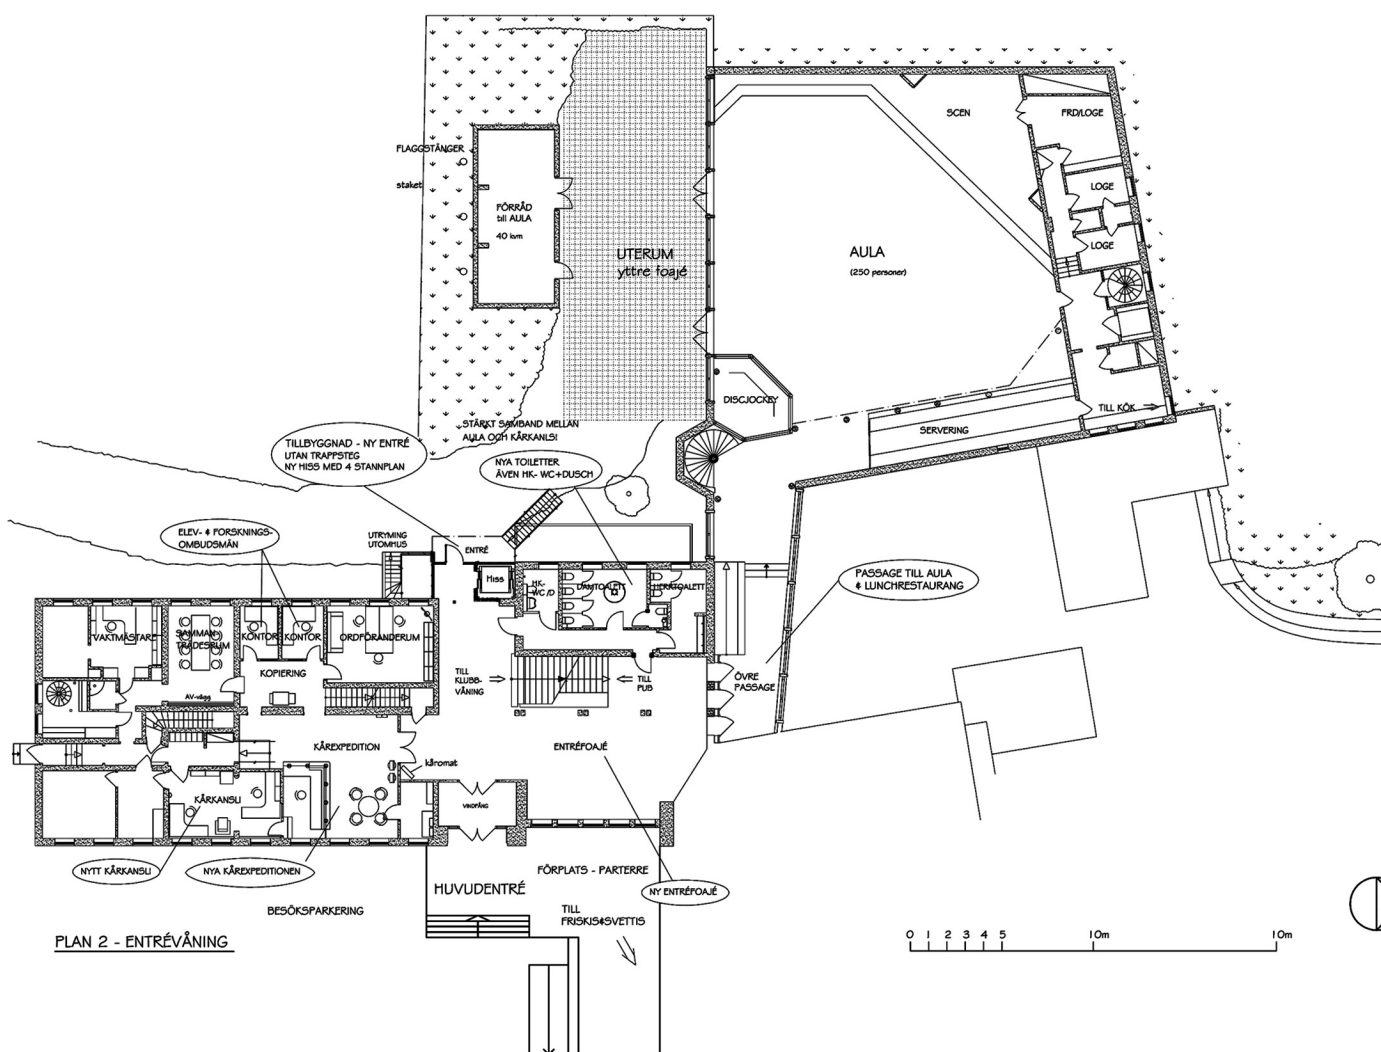 SCEN
FRD/LOGE
FLAGGSTÄNGER
staket
LOGE
FÖRRÅD
till AULA
40 kvm
UTERUM
yttre foajé
AULA
(250 personer)
LOGE
DISCJOCKEY
TILL KÖK
SERVERING
STÄRKT SAMBAND MELLAN
AULA OCH KÅRKANLS!
TILLBYGGNAD - NY ENTRÉ
UTAN TRAPPSTEG
NY HISS MED 4 STANNPLAN
NYA TOILETTER
ÄVEN HK- WC+DUSCH
ELEV- & FORSKNINGS-
OMBUDSMÄN
UTRYMING
UTOMHUS
ENTRÉ
Hiss
HK-
WC/D
DAMTOALETT
HERRTOALETT
PASSAGE TILL AULA
& LUNCHRESTAURANG
VAKTMÄSTARE
SAMMAN-
TRÄDESRUM
KONTOR
KONTOR
ORDFÖRANDERUM
KOPIERING
AV-vägg
TILL
KLUBB-
VÅNING
TILL
PUB
ÖVRE
PASSAGE
KÅREXPEDITION
kåromat
ENTRÉFOAJÉ
KÅRKANSLI
VINDFÅNG
NYTT KÅRKANSLI
NYA KÅREXPEDITIONEN
FÖRPLATS - PARTERRE
HUVUDENTRÉ
NY ENTRÉFOAJÉ
BESÖKSPARKERING
TILL
FRISKIS&SVETTIS
PLAN 2 - ENTRÉVÅNING
0 1 2 3 4 5 10m 10m